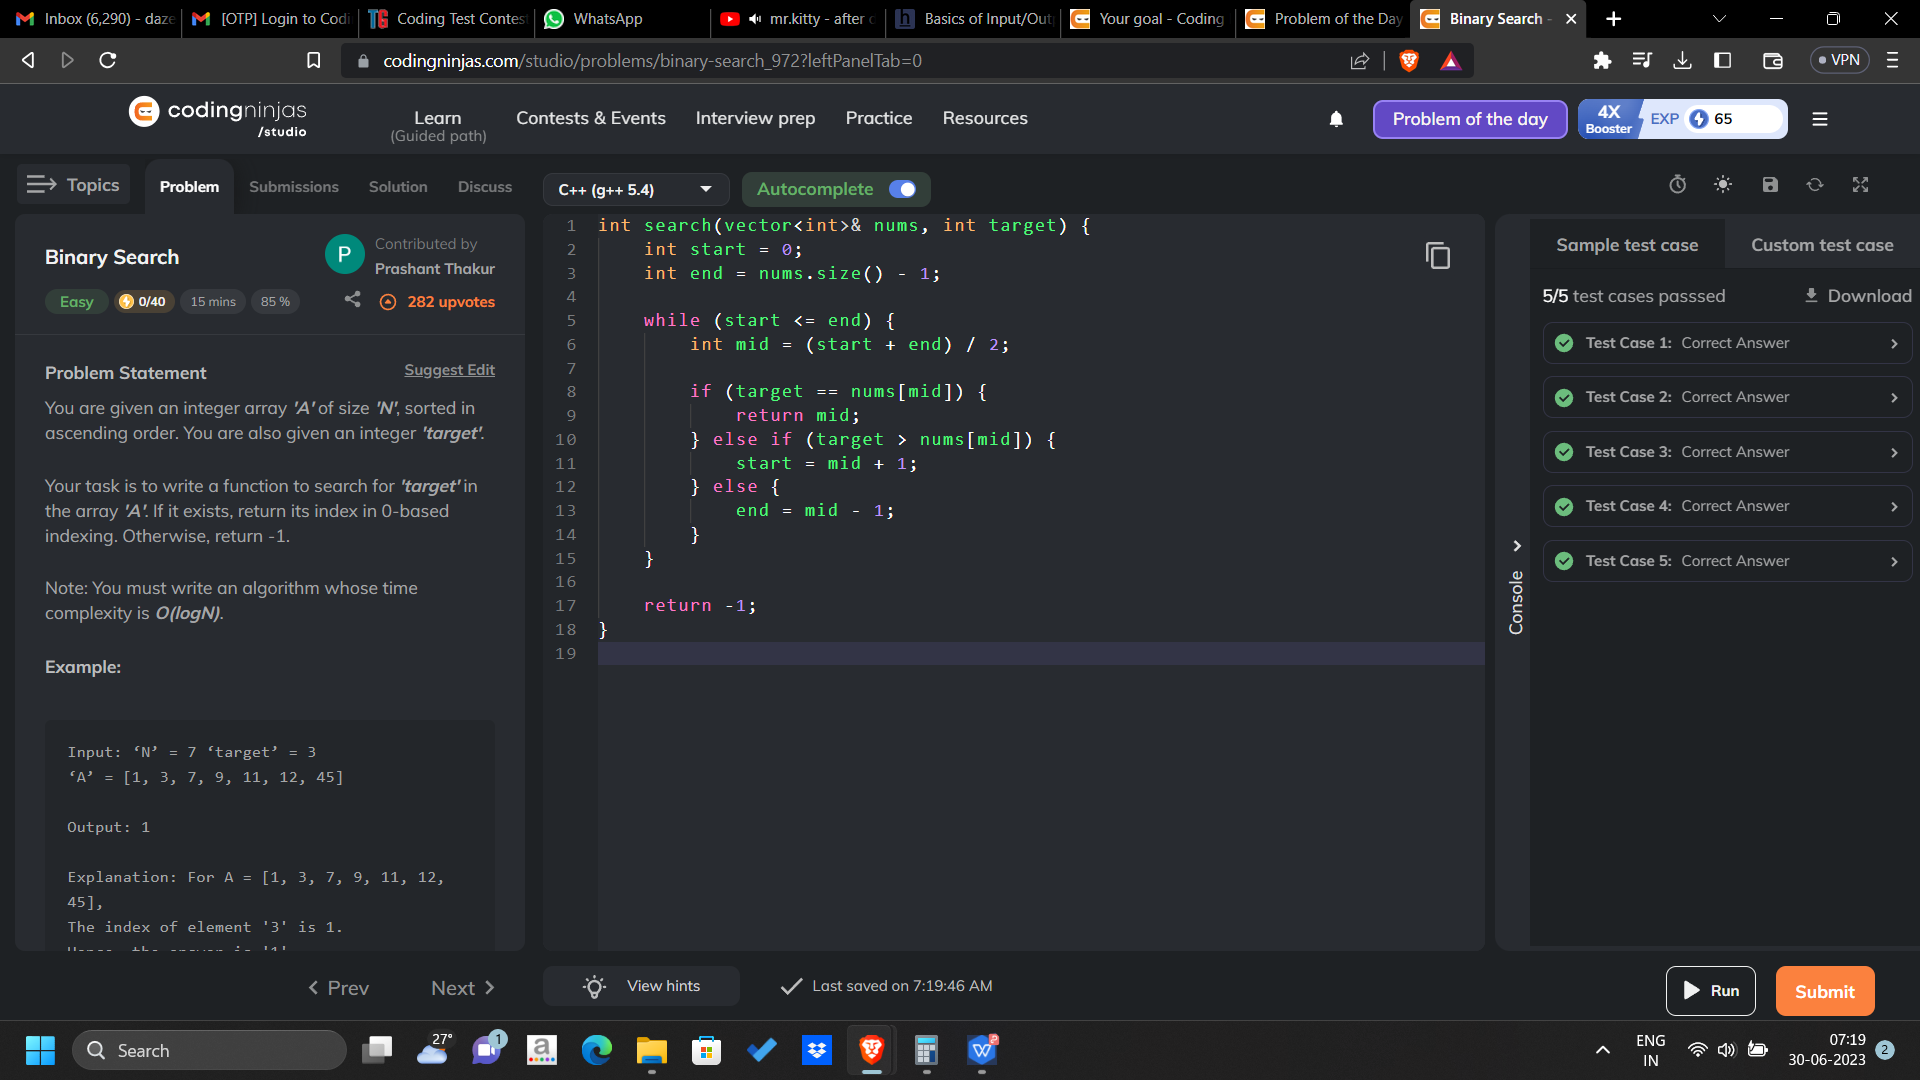 Inbox (6,290) - daze
[OTP] Login to Codi
Coding Test Contest
WhatsApp
mr.kitty - after
Basics of Input/Out
Your goal - Coding
Problem of the Day
Binary Search -
codingninjas.com/studio/problems/binary-search_972?leftPanelTab=0
VPN
codingninjas
/studio
Learn
(Guided path)
Contests & Events
Interview prep
Practice
Resources
Problem of the day
4X
Booster
EXP
65
Topics
Problem
Submissions
Solution
Discuss
C++ (g++ 5.4)
Autocomplete
Binary Search
P
Contributed by
Prashant Thakur
Easy
0/40
15 mins
85 %
282 upvotes
Problem Statement
Suggest Edit
You are given an integer array 'A' of size 'N', sorted in
ascending order. You are also given an integer 'target'.
Your task is to write a function to search for 'target' in
the array 'A'. If it exists, return its index in 0-based
indexing. Otherwise, return -1.
Note: You must write an algorithm whose time
complexity is O(logN).
Example:
Input: ‘N’ = 7 ‘target’ = 3
‘A’ = [1, 3, 7, 9, 11, 12, 45]
Output: 1
Explanation: For A = [1, 3, 7, 9, 11, 12,
45],
The index of element '3' is 1.
Hence, the answer is '1'.
1 int search(vector<int>& nums, int target) {
2     int start = 0;
3     int end = nums.size() - 1;
4
5     while (start <= end) {
6         int mid = (start + end) / 2;
7
8         if (target == nums[mid]) {
9             return mid;
10         } else if (target > nums[mid]) {
11             start = mid + 1;
12         } else {
13             end = mid - 1;
14         }
15     }
16
17     return -1;
18 }
19
Console
Sample test case
Custom test case
5/5 test cases passsed
Download
Test Case 1: Correct Answer
Test Case 2: Correct Answer
Test Case 3: Correct Answer
Test Case 4: Correct Answer
Test Case 5: Correct Answer
Prev
Next
View hints
Last saved on 7:19:46 AM
Run
Submit
Search
27°
1
a
W
ENG
IN
07:19
30-06-2023
2